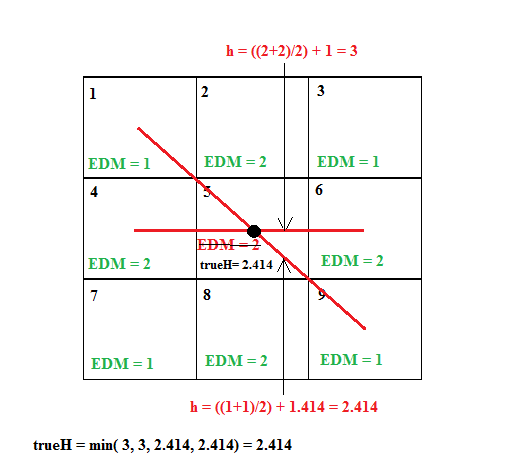 h = ((2+2)/2) + 1 = 3
1
2
3
EDM = 1
EDM = 2
EDM = 1
4
5
6
EDM = 2
EDM = 2
trueH= 2.414
EDM = 2
7
8
9
EDM = 1
EDM = 2
EDM = 1
h = ((1+1)/2) + 1.414 = 2.414
trueH = min( 3, 3, 2.414, 2.414) = 2.414